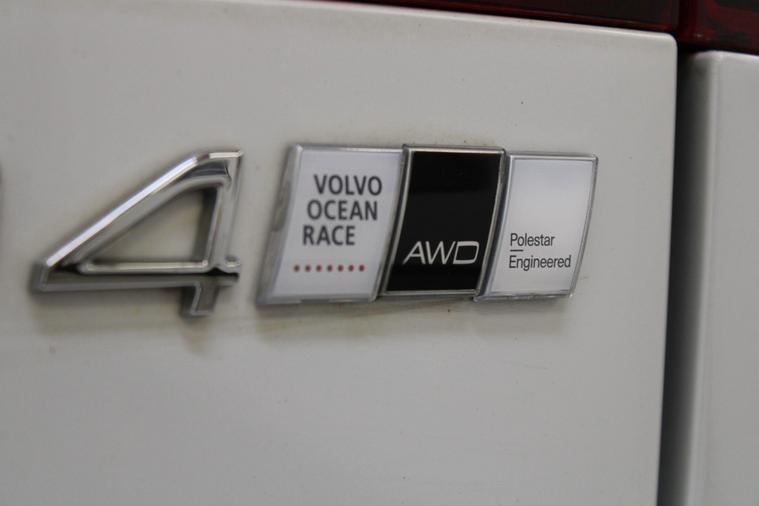 4
VOLVO
OCEAN
RACE
AWD
Polestar
Engineered